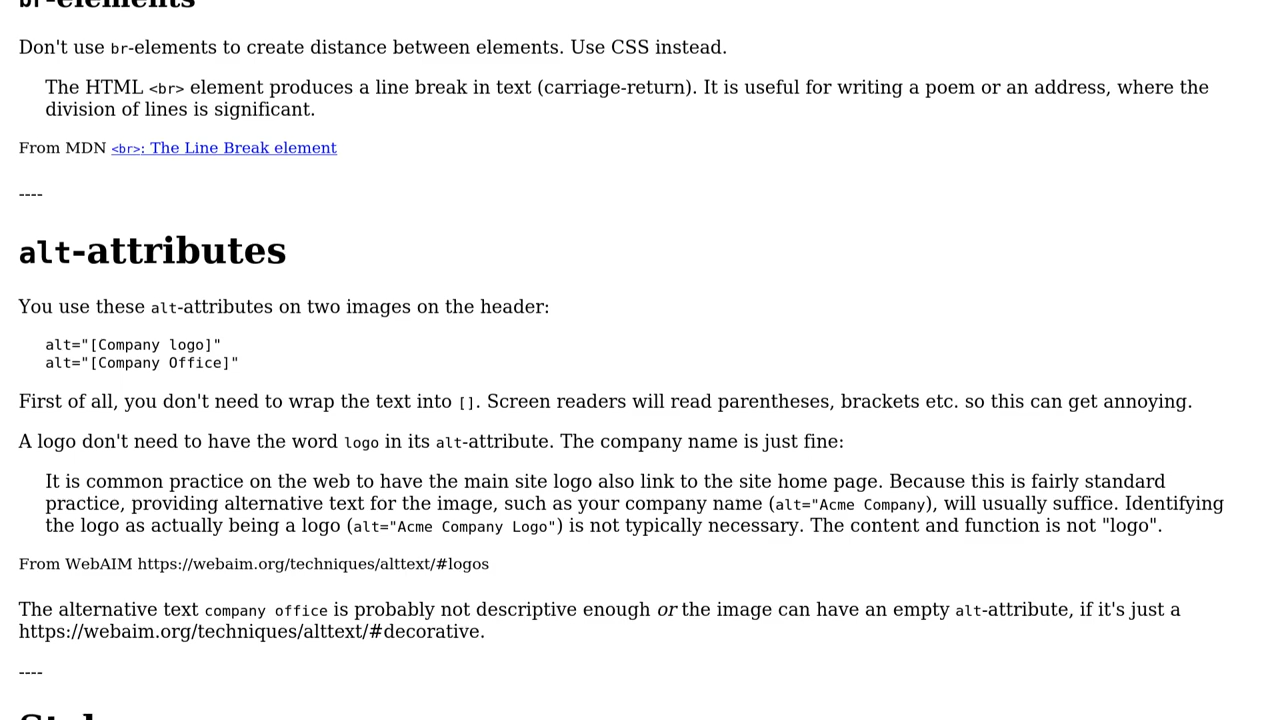 br-elements
Don't use br-elements to create distance between elements. Use CSS instead.
The HTML <br> element produces a line break in text (carriage-return). It is useful for writing a poem or an address, where the
division of lines is significant.
From MDN <br>: The Line Break element
----
alt-attributes
You use these alt-attributes on two images on the header:
alt="[Company logo]"
alt="[Company Office]"
First of all, you don't need to wrap the text into []. Screen readers will read parentheses, brackets etc. so this can get annoying.
A logo don't need to have the word logo in its alt-attribute. The company name is just fine:
It is common practice on the web to have the main site logo also link to the site home page. Because this is fairly standard
practice, providing alternative text for the image, such as your company name (alt="Acme Company), will usually suffice. Identifying
the logo as actually being a logo (alt="Acme Company Logo") is not typically necessary. The content and function is not "logo".
From WebAIM https://webaim.org/techniques/alttext/#logos
The alternative text company office is probably not descriptive enough or the image can have an empty alt-attribute, if it's just a
https://webaim.org/techniques/alttext/#decorative.
----